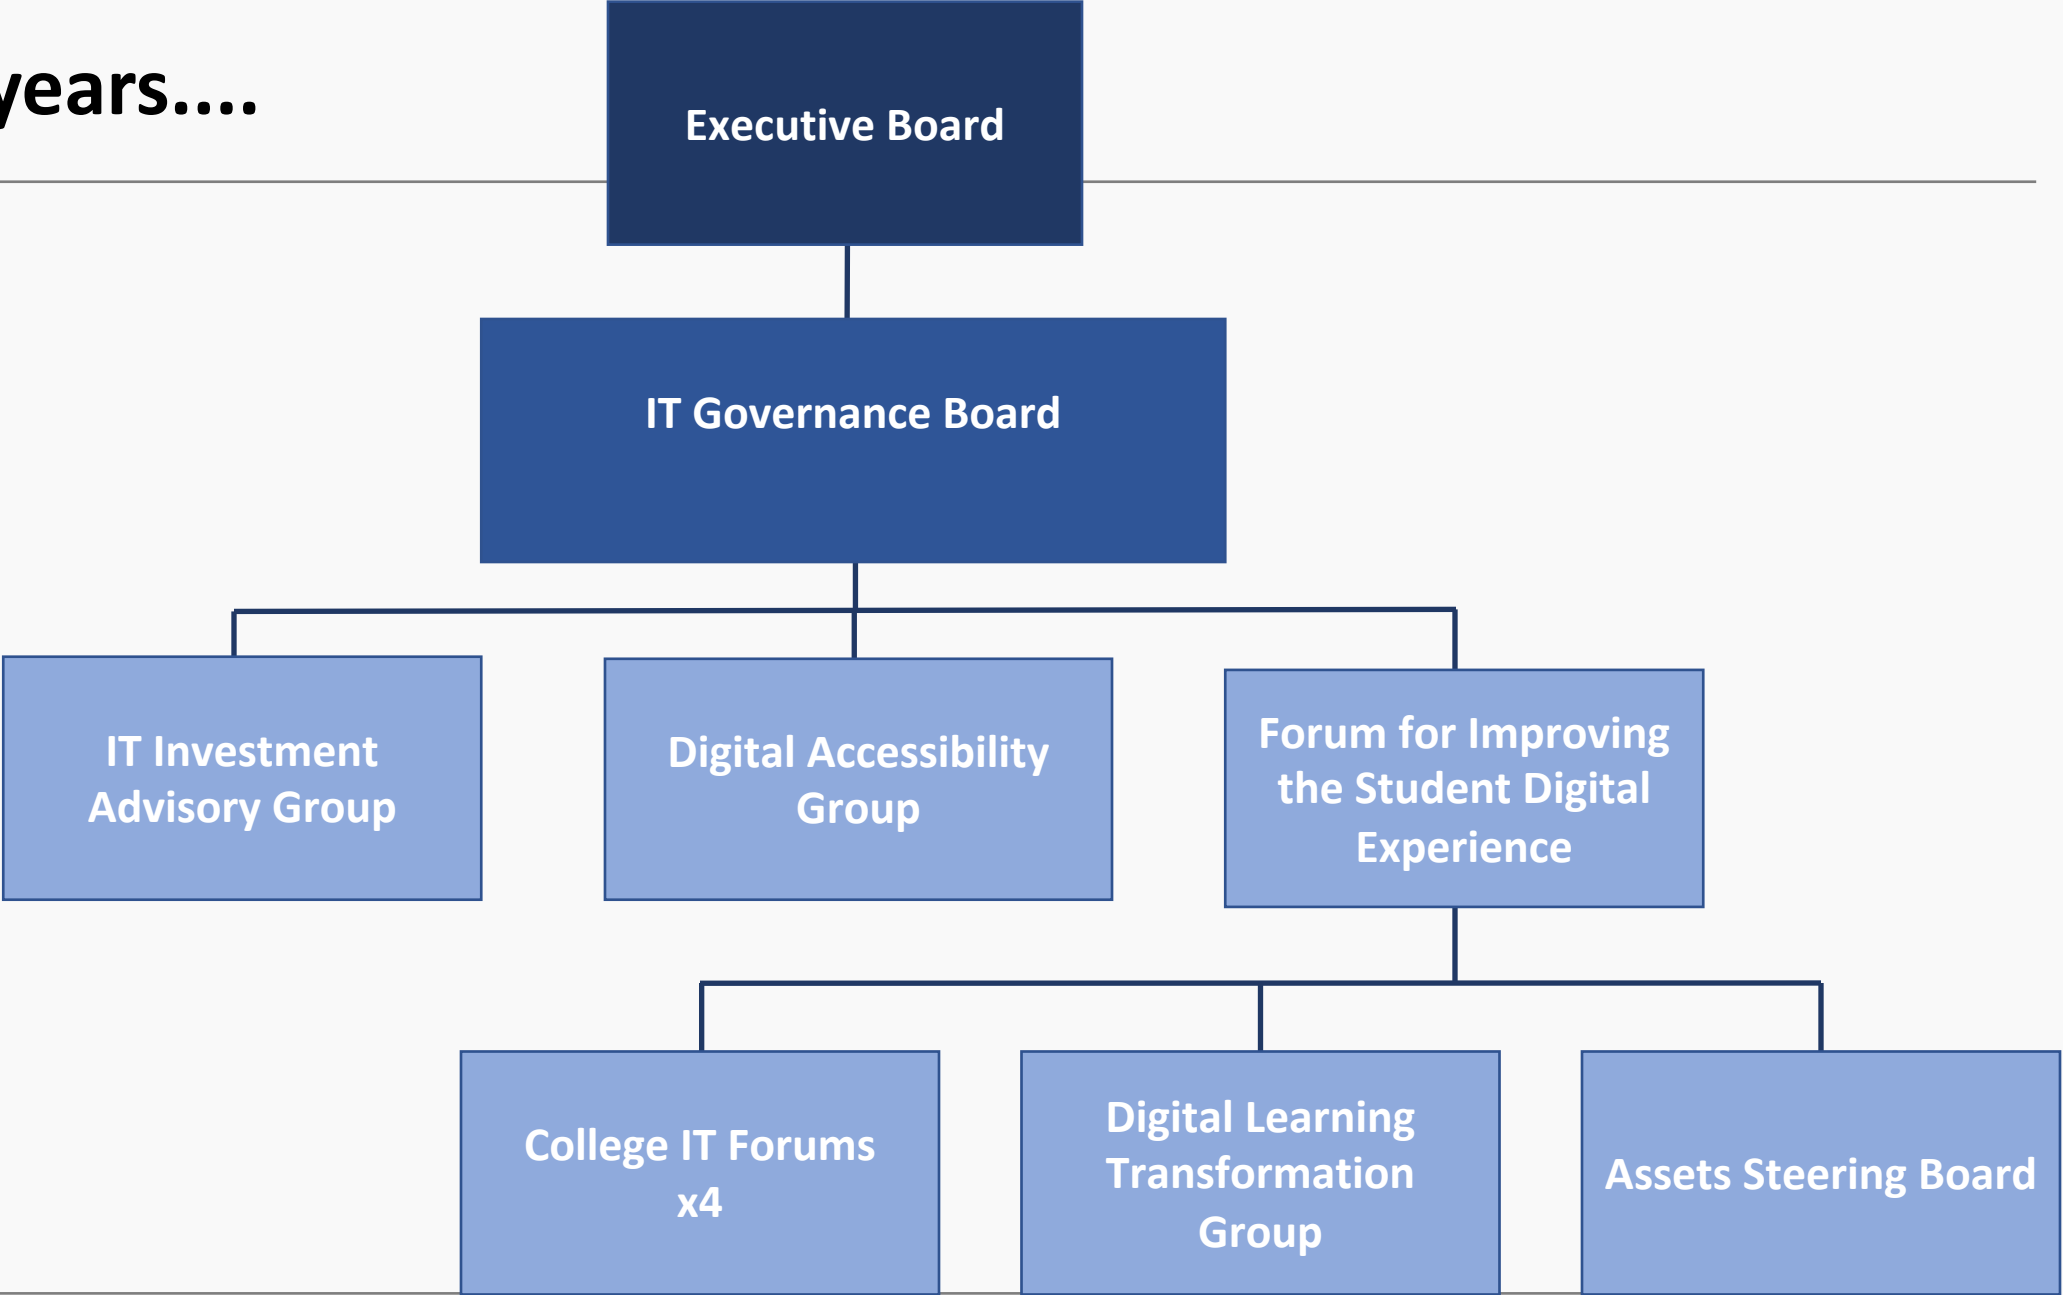 years....
Executive Board
IT Governance Board
IT Investment
Advisory Group
Digital Accessibility
Group
Forum for Improving
the Student Digital
Experience
College IT Forums
x4
Digital Learning
Transformation
Group
Assets Steering Board